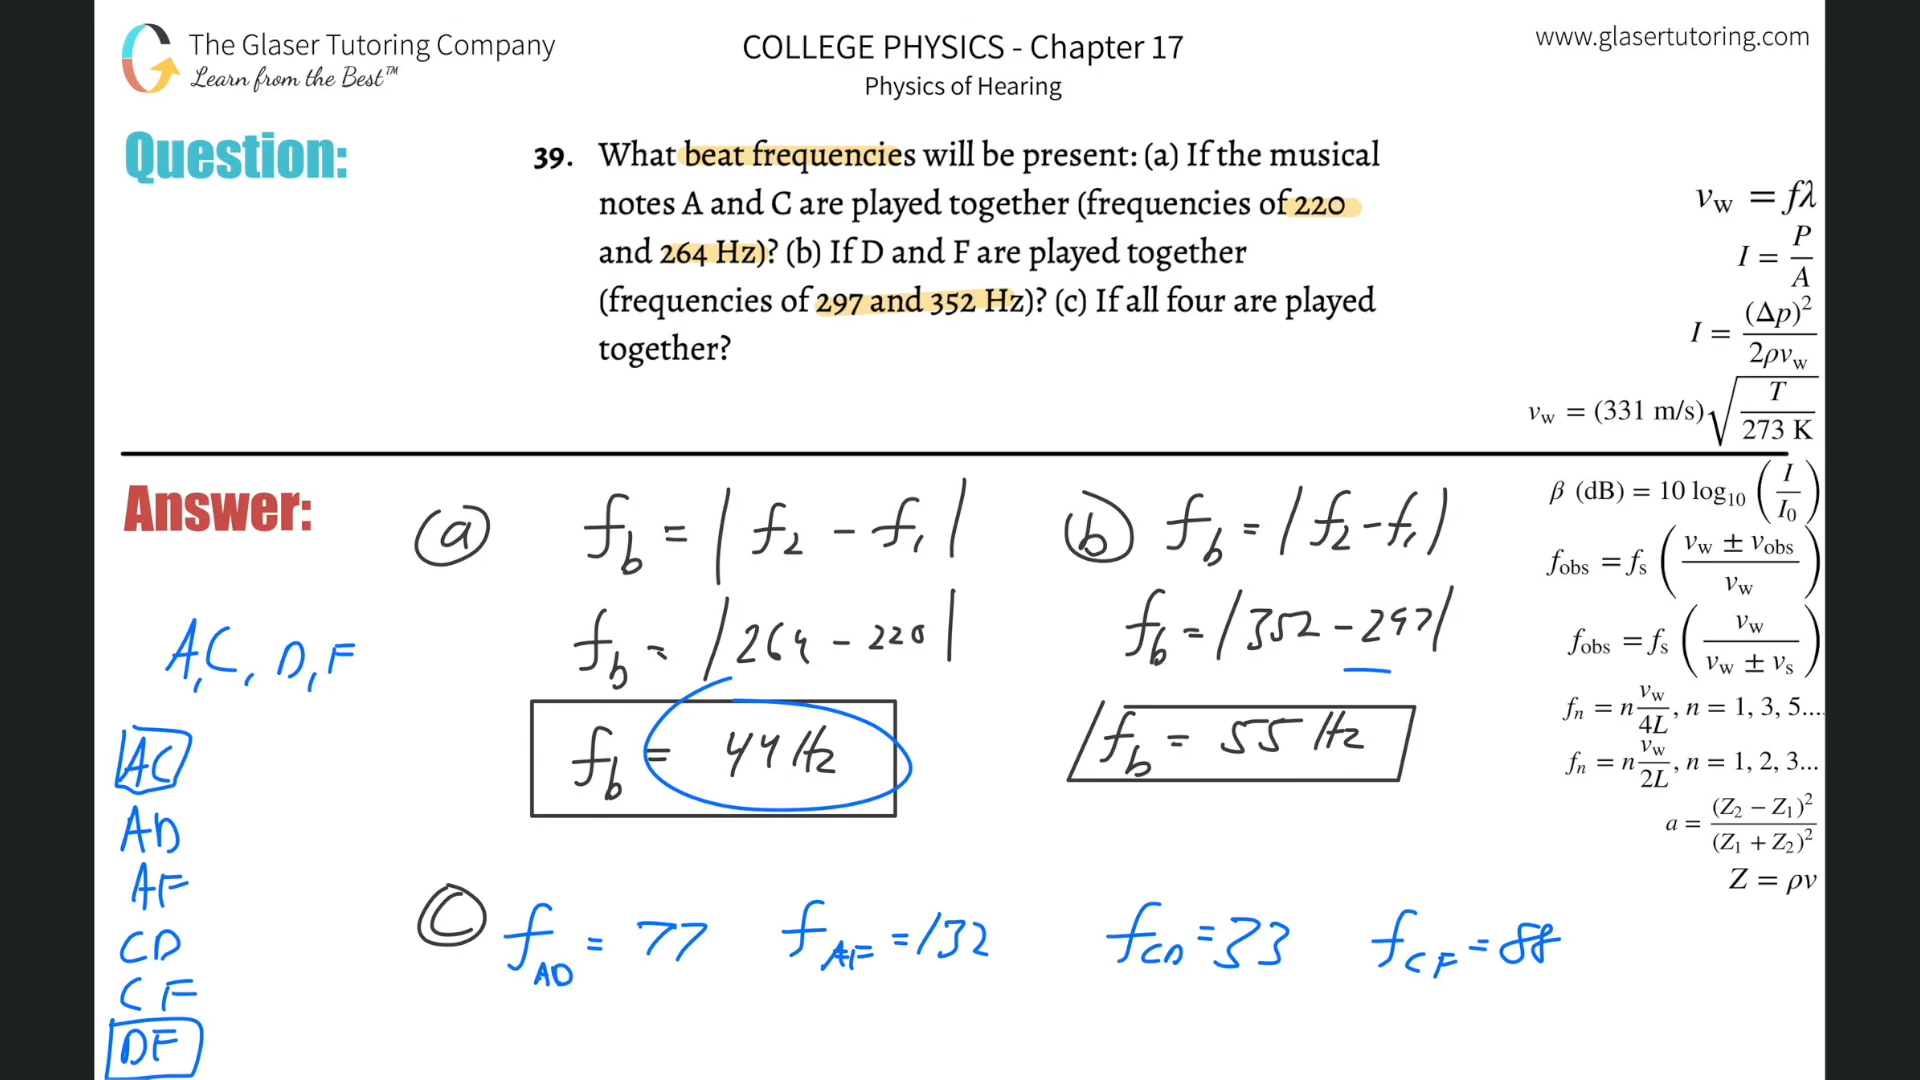 The Glaser Tutoring Company
Learn from the Best™
COLLEGE PHYSICS - Chapter 17
Physics of Hearing
www.glasertutoring.com
Question:
39. What beat frequencies will be present: (a) If the musical
notes A and C are played together (frequencies of 220
and 264 Hz)? (b) If D and F are played together
(frequencies of 297 and 352 Hz)? (c) If all four are played
together?
v_w = fλ
I = P/A
I = (Δp)²/2ρv_w
v_w = (331 m/s)√(T/273 K)
β (dB) = 10 log₁₀ (I/I₀)
f_obs = f_s ((v_w ± v_obs)/v_w)
f_obs = f_s (v_w/(v_w ± v_s))
f_n = n v_w/4L, n = 1, 3, 5...
f_n = n v_w/2L, n = 1, 2, 3...
a = (Z₂ − Z₁)²/(Z₁ + Z₂)²
Z = ρv
Answer:
(a) f_b = | f₂ − f₁ |
f_b = | 264 − 220 |
f_b = 44 Hz
(b) f_b = | f₂ − f₁ |
f_b = | 352 − 297 |
f_b = 55 Hz
A, C, D, F
AC
AD
AF
CD
CF
DF
(C) f_AD = 77 f_AF = 132 f_CD = 33 f_CF = 88